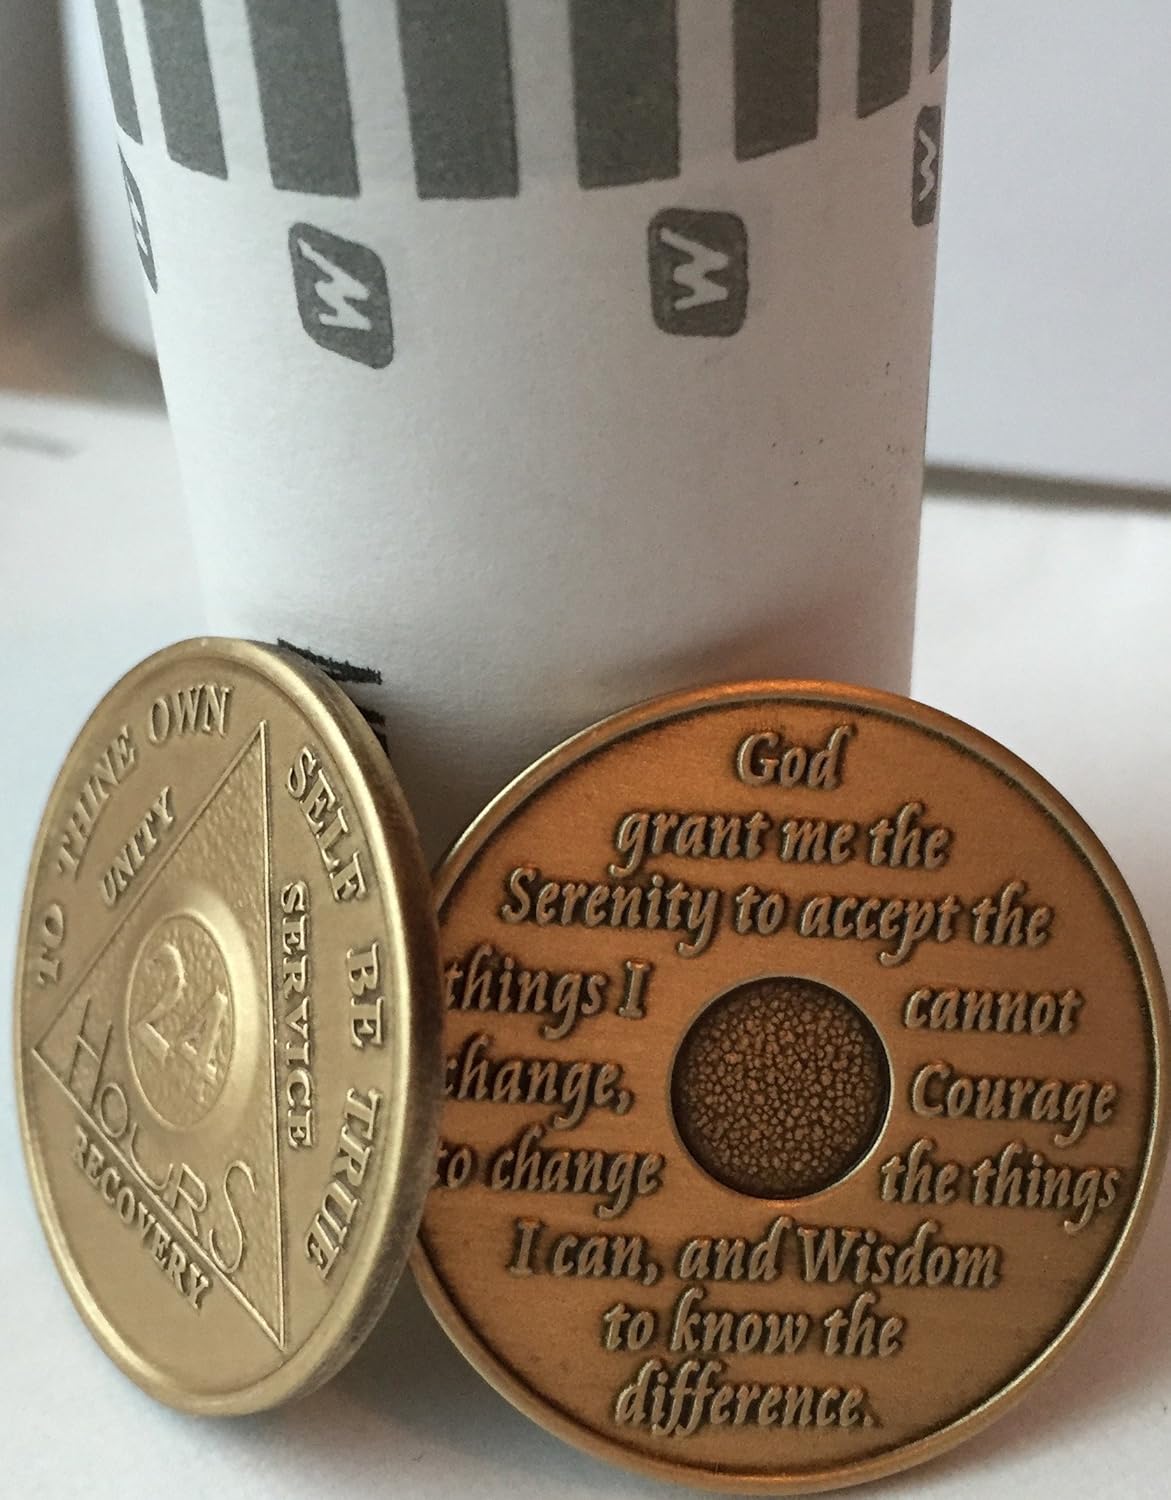 TO THINE OWN SELF BE TRUE
UNITY
SERVICE
RECOVERY
24
HOURS
God
grant me the
Serenity to accept the
things I cannot
change, Courage
to change the things
I can, and Wisdom
to know the
difference.